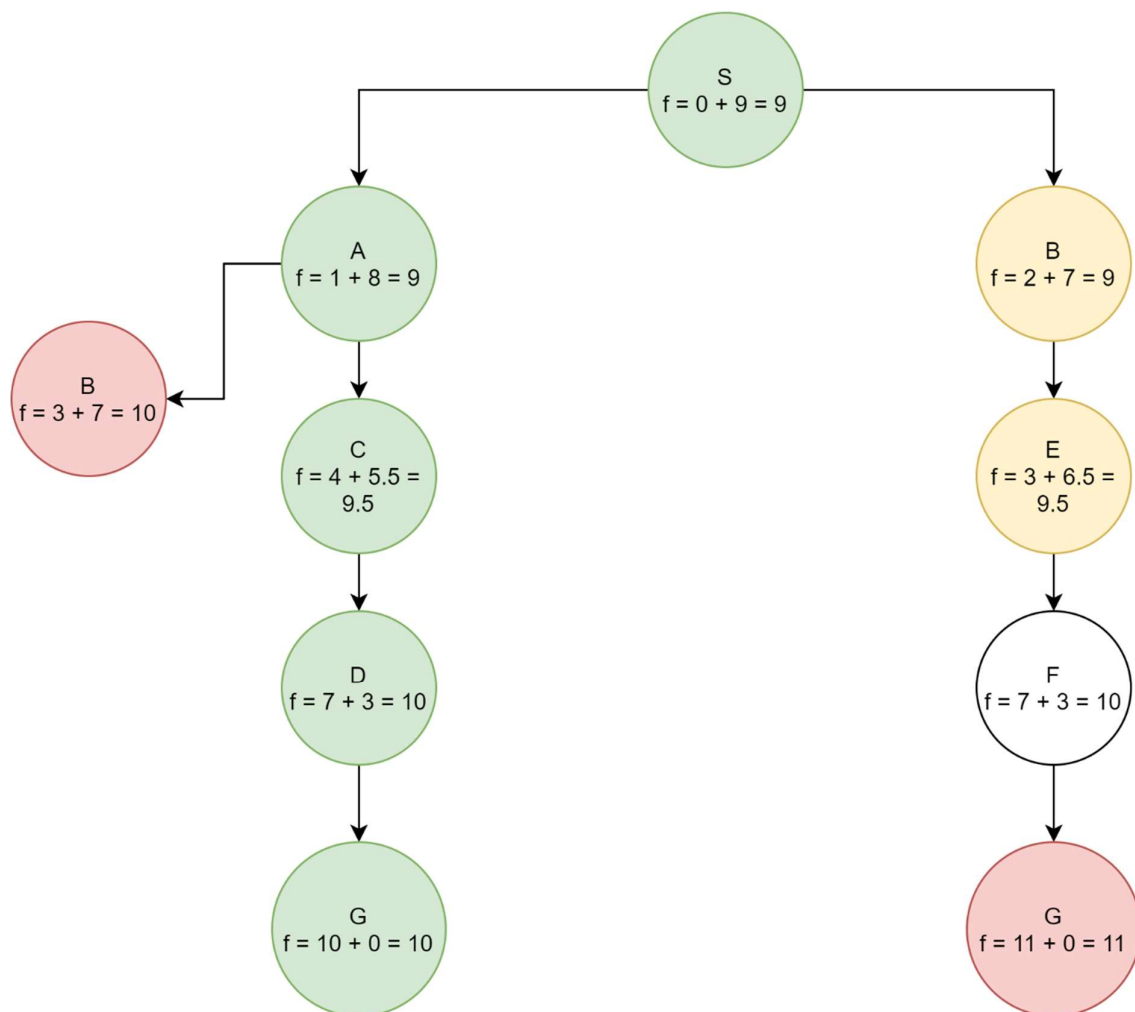 S
f = 0 + 9 = 9
A
f = 1 + 8 = 9
B
f = 2 + 7 = 9
B
f = 3 + 7 = 10
C
f = 4 + 5.5 =
9.5
E
f = 3 + 6.5 =
9.5
D
f = 7 + 3 = 10
F
f = 7 + 3 = 10
G
f = 10 + 0 = 10
G
f = 11 + 0 = 11